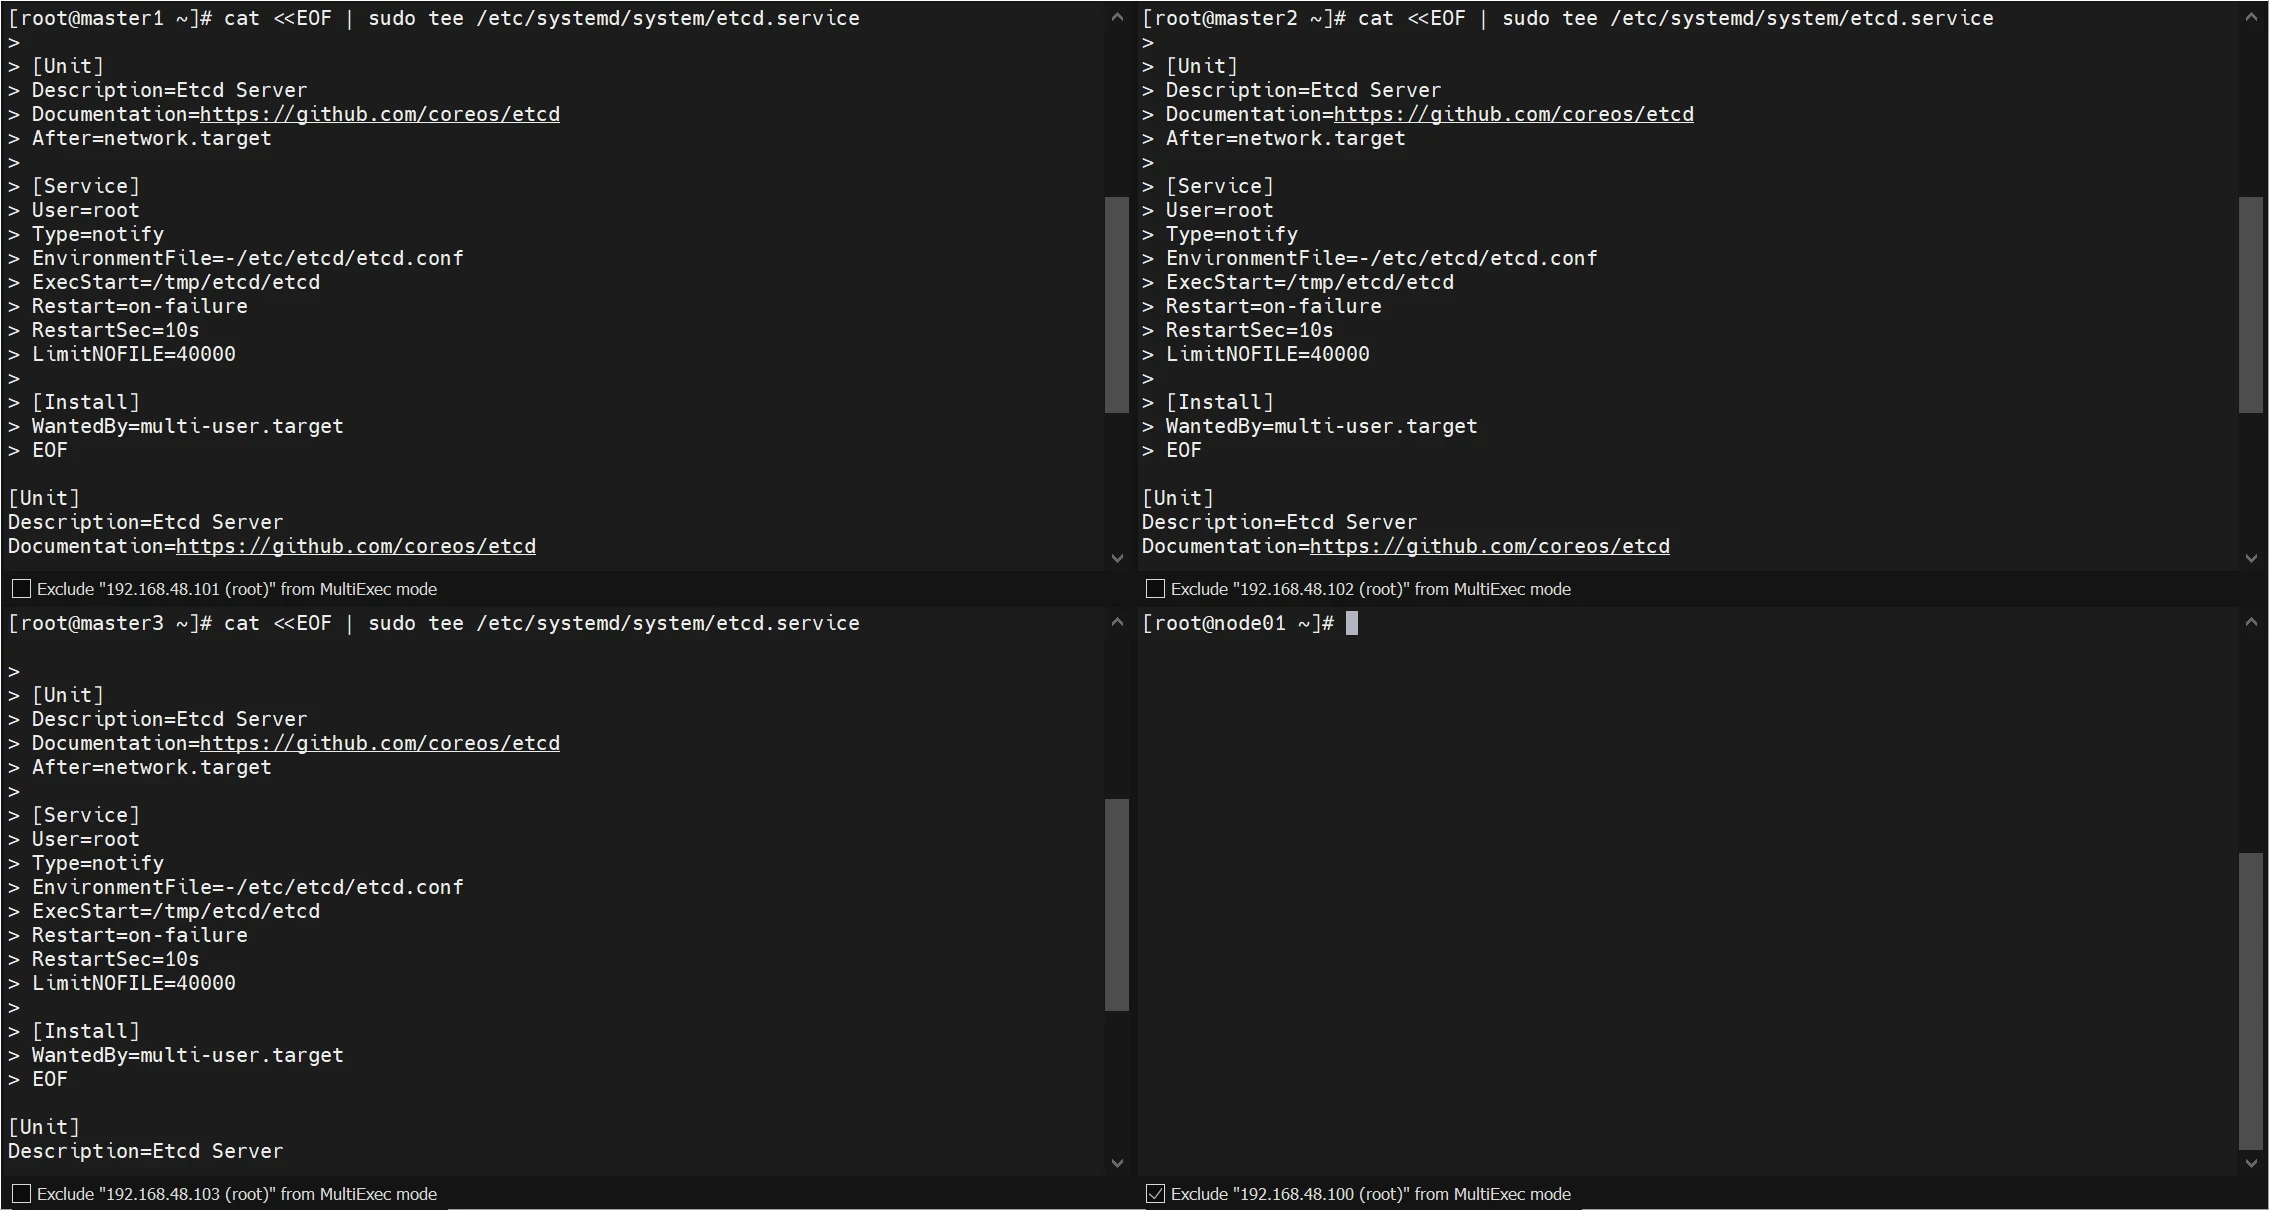 [root@master1 ~]# cat <<EOF | sudo tee /etc/systemd/system/etcd.service
>
> [Unit]
> Description=Etcd Server
> Documentation=https://github.com/coreos/etcd
> After=network.target
>
> [Service]
> User=root
> Type=notify
> EnvironmentFile=-/etc/etcd/etcd.conf
> ExecStart=/tmp/etcd/etcd
> Restart=on-failure
> RestartSec=10s
> LimitNOFILE=40000
>
> [Install]
> WantedBy=multi-user.target
> EOF

[Unit]
Description=Etcd Server
Documentation=https://github.com/coreos/etcd
Exclude "192.168.48.101 (root)" from MultiExec mode
[root@master2 ~]# cat <<EOF | sudo tee /etc/systemd/system/etcd.service
>
> [Unit]
> Description=Etcd Server
> Documentation=https://github.com/coreos/etcd
> After=network.target
>
> [Service]
> User=root
> Type=notify
> EnvironmentFile=-/etc/etcd/etcd.conf
> ExecStart=/tmp/etcd/etcd
> Restart=on-failure
> RestartSec=10s
> LimitNOFILE=40000
>
> [Install]
> WantedBy=multi-user.target
> EOF

[Unit]
Description=Etcd Server
Documentation=https://github.com/coreos/etcd
Exclude "192.168.48.102 (root)" from MultiExec mode
[root@master3 ~]# cat <<EOF | sudo tee /etc/systemd/system/etcd.service

>
> [Unit]
> Description=Etcd Server
> Documentation=https://github.com/coreos/etcd
> After=network.target
>
> [Service]
> User=root
> Type=notify
> EnvironmentFile=-/etc/etcd/etcd.conf
> ExecStart=/tmp/etcd/etcd
> Restart=on-failure
> RestartSec=10s
> LimitNOFILE=40000
>
> [Install]
> WantedBy=multi-user.target
> EOF

[Unit]
Description=Etcd Server
Exclude "192.168.48.103 (root)" from MultiExec mode
[root@node01 ~]#
Exclude "192.168.48.100 (root)" from MultiExec mode